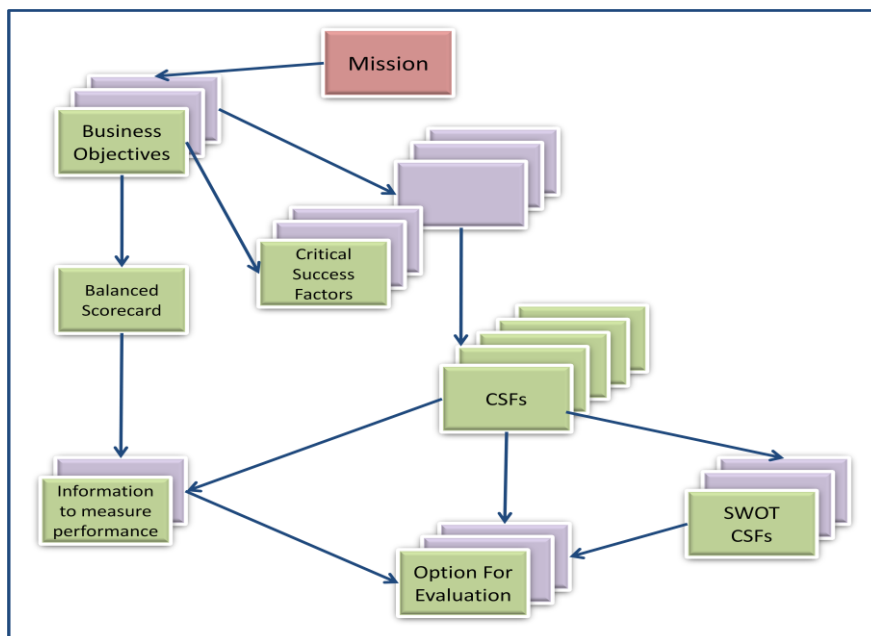 Mission
Business
Objectives
Critical
Success
Factors
Balanced
Scorecard
CSFs
Information
to measure
performance
SWOT
CSFs
Option For
Evaluation